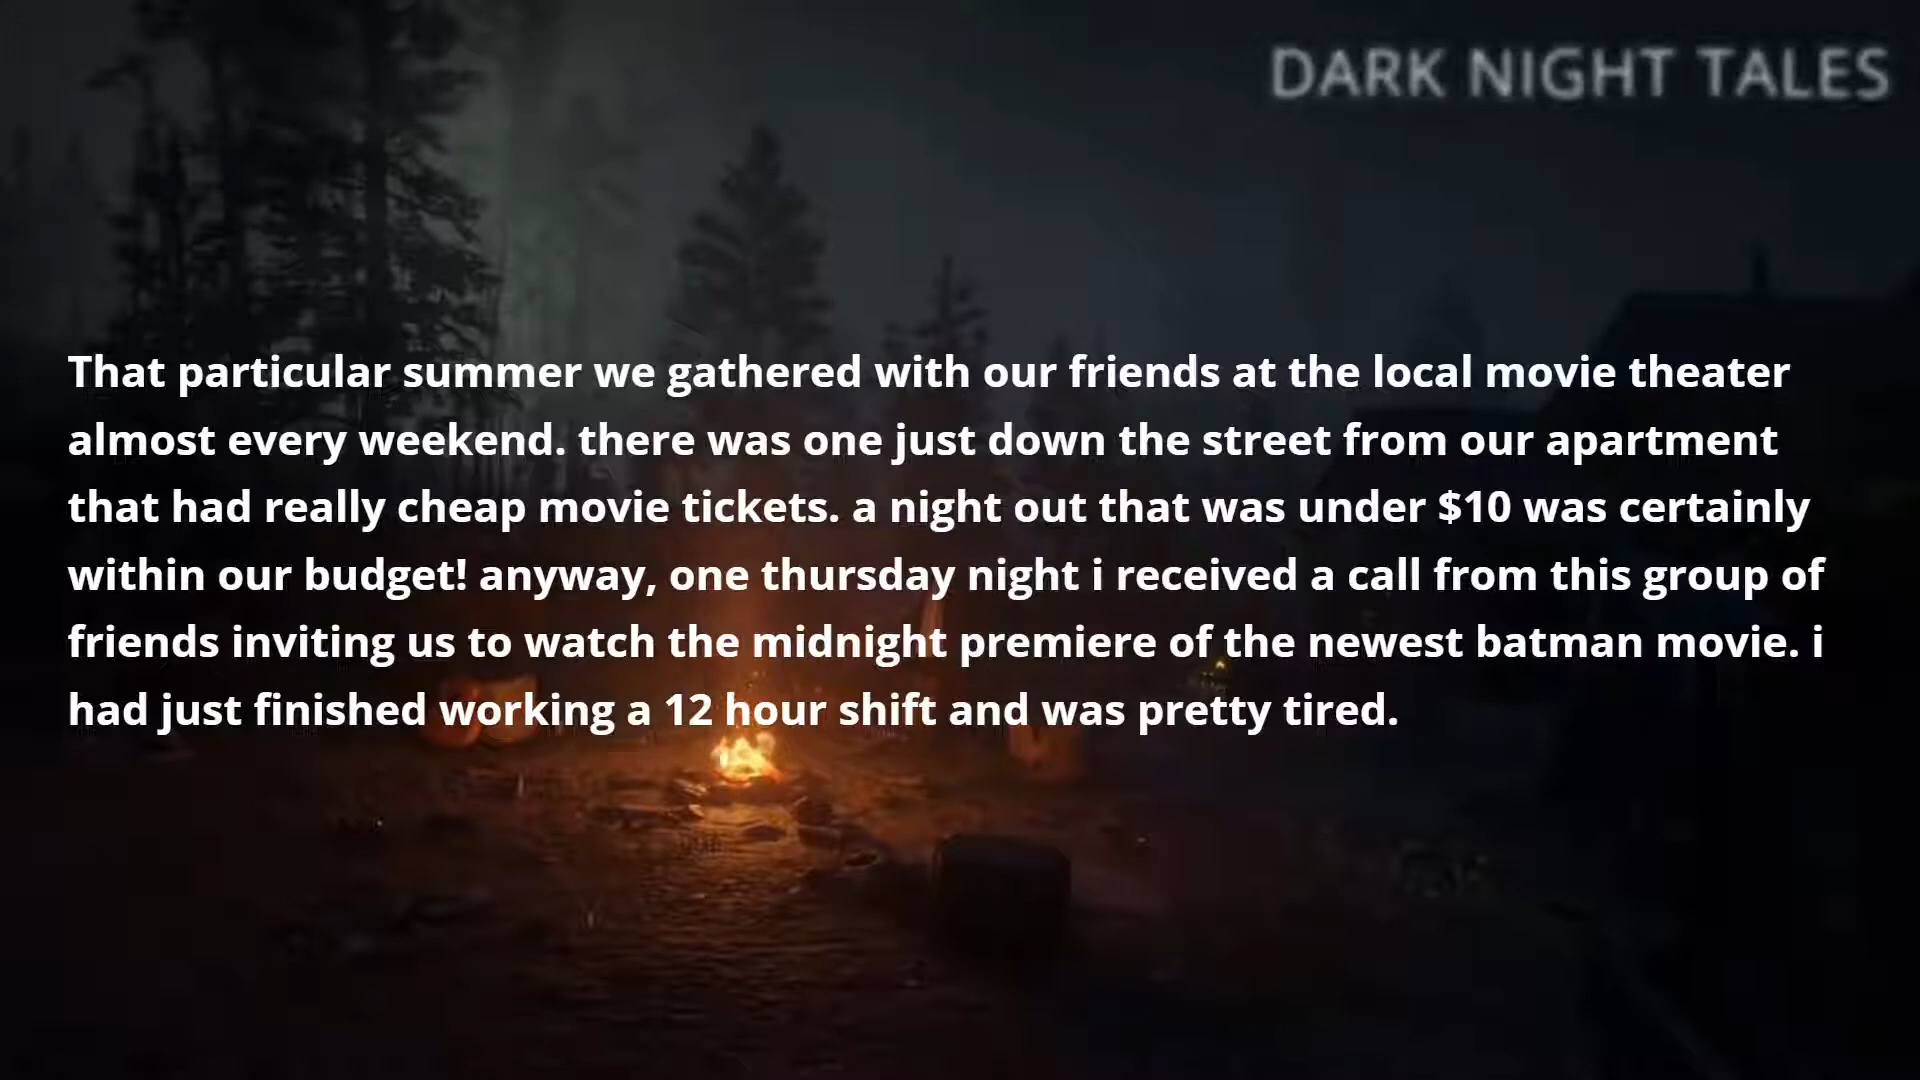 DARK NIGHT TALES
That particular summer we gathered with our friends at the local movie theater
almost every weekend. there was one just down the street from our apartment
that had really cheap movie tickets. a night out that was under $10 was certainly
within our budget! anyway, one thursday night i received a call from this group of
friends inviting us to watch the midnight premiere of the newest batman movie. i
had just finished working a 12 hour shift and was pretty tired.